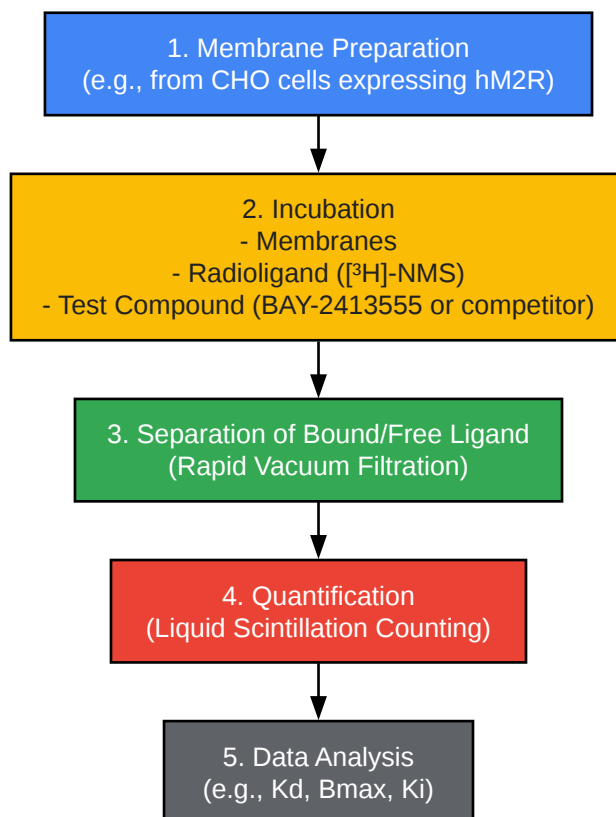 1. Membrane Preparation
(e.g., from CHO cells expressing hM2R)
2. Incubation
- Membranes
- Radioligand ([³H]-NMS)
- Test Compound (BAY-2413555 or competitor)
3. Separation of Bound/Free Ligand
(Rapid Vacuum Filtration)
4. Quantification
(Liquid Scintillation Counting)
5. Data Analysis
(e.g., Kd, Bmax, Ki)